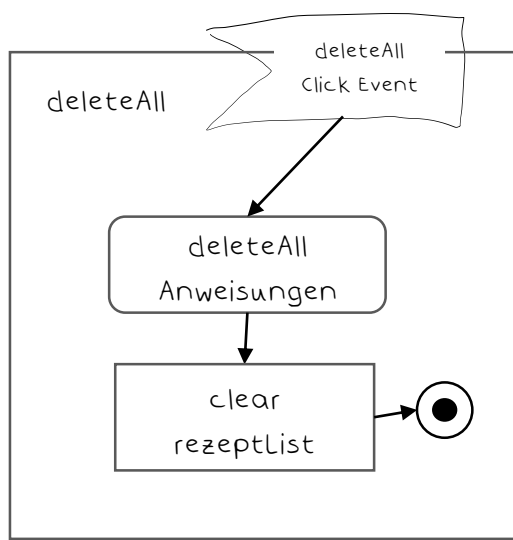 deleteAll
Click Event
deleteAll
deleteAll
Anweisungen
clear
rezeptList